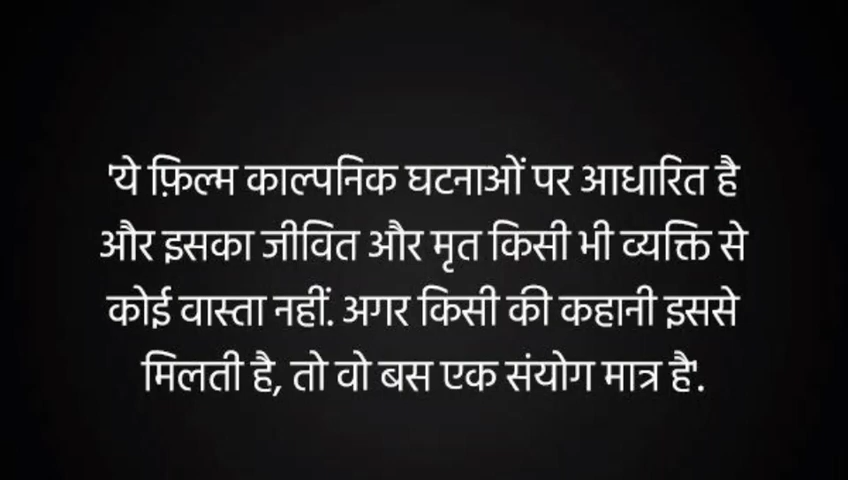 'ये फ़िल्म काल्पनिक घटनाओं पर आधारित है
और इसका जीवित और मृत किसी भी व्यक्ति से
कोई वास्ता नहीं. अगर किसी की कहानी इससे
मिलती है, तो वो बस एक संयोग मात्र है'.